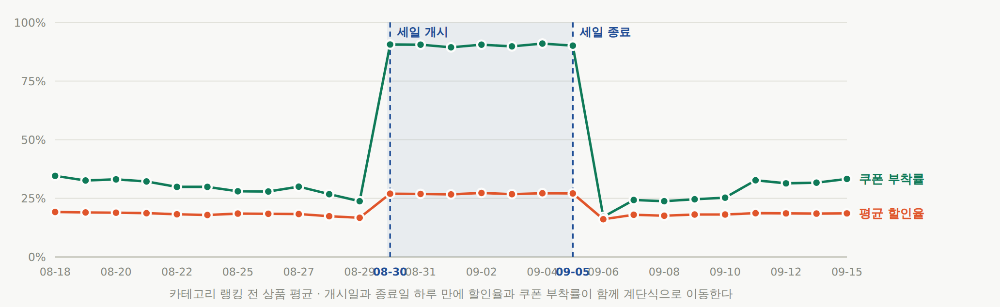 100%
세일 개시
세일 종료
75%
50%
쿠폰 부착률
25%
평균 할인율
0%
08-18 08-20 08-22 08-25 08-27 08-29 08-30 08-31 09-02 09-04 09-05 09-06 09-08 09-10 09-12 09-15
카테고리 랭킹 전 상품 평균 · 개시일과 종료일 하루 만에 할인율과 쿠폰 부착률이 함께 계단식으로 이동한다